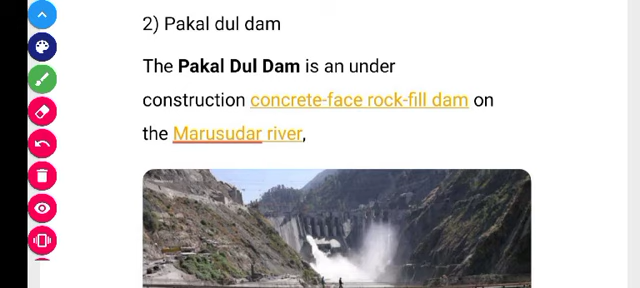 2) Pakal dul dam
The Pakal Dul Dam is an under
construction concrete-face rock-fill dam on
the Marusudar river,